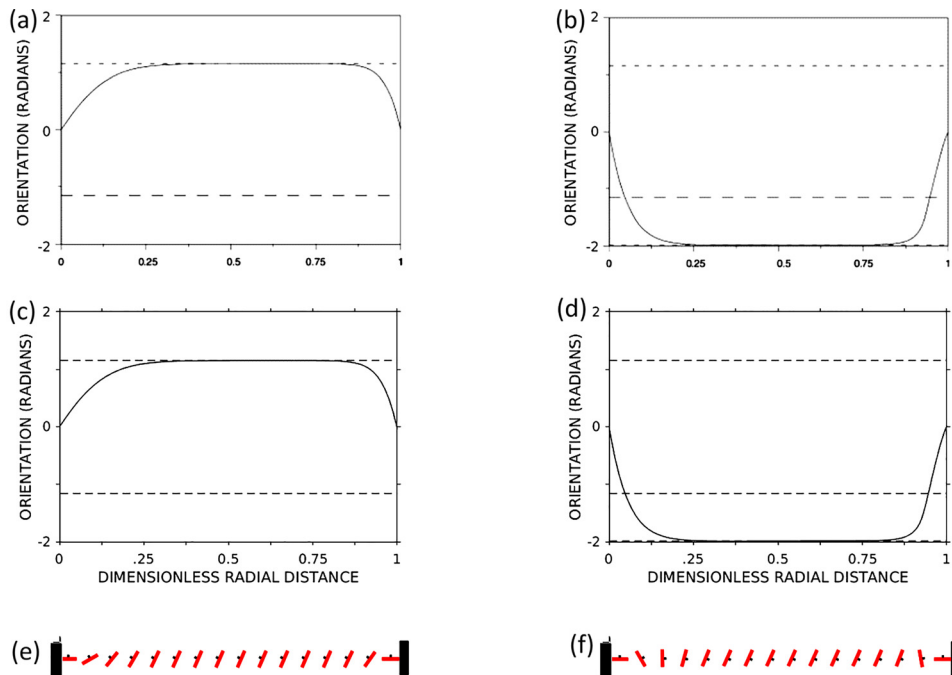 (a)
2
0
-2
ORIENTATION (RADIANS)
0 0.25 0.5 0.75 1
(b)
2
0
-2
ORIENTATION (RADIANS)
0 0.25 0.5 0.75 1
(c)
2
0
-2
ORIENTATION (RADIANS)
0 .25 0.5 0.75 1
DIMENSIONLESS RADIAL DISTANCE
(d)
2
0
-2
ORIENTATION (RADIANS)
0 .25 0.5 0.75 1
DIMENSIONLESS RADIAL DISTANCE
(e)
(f)